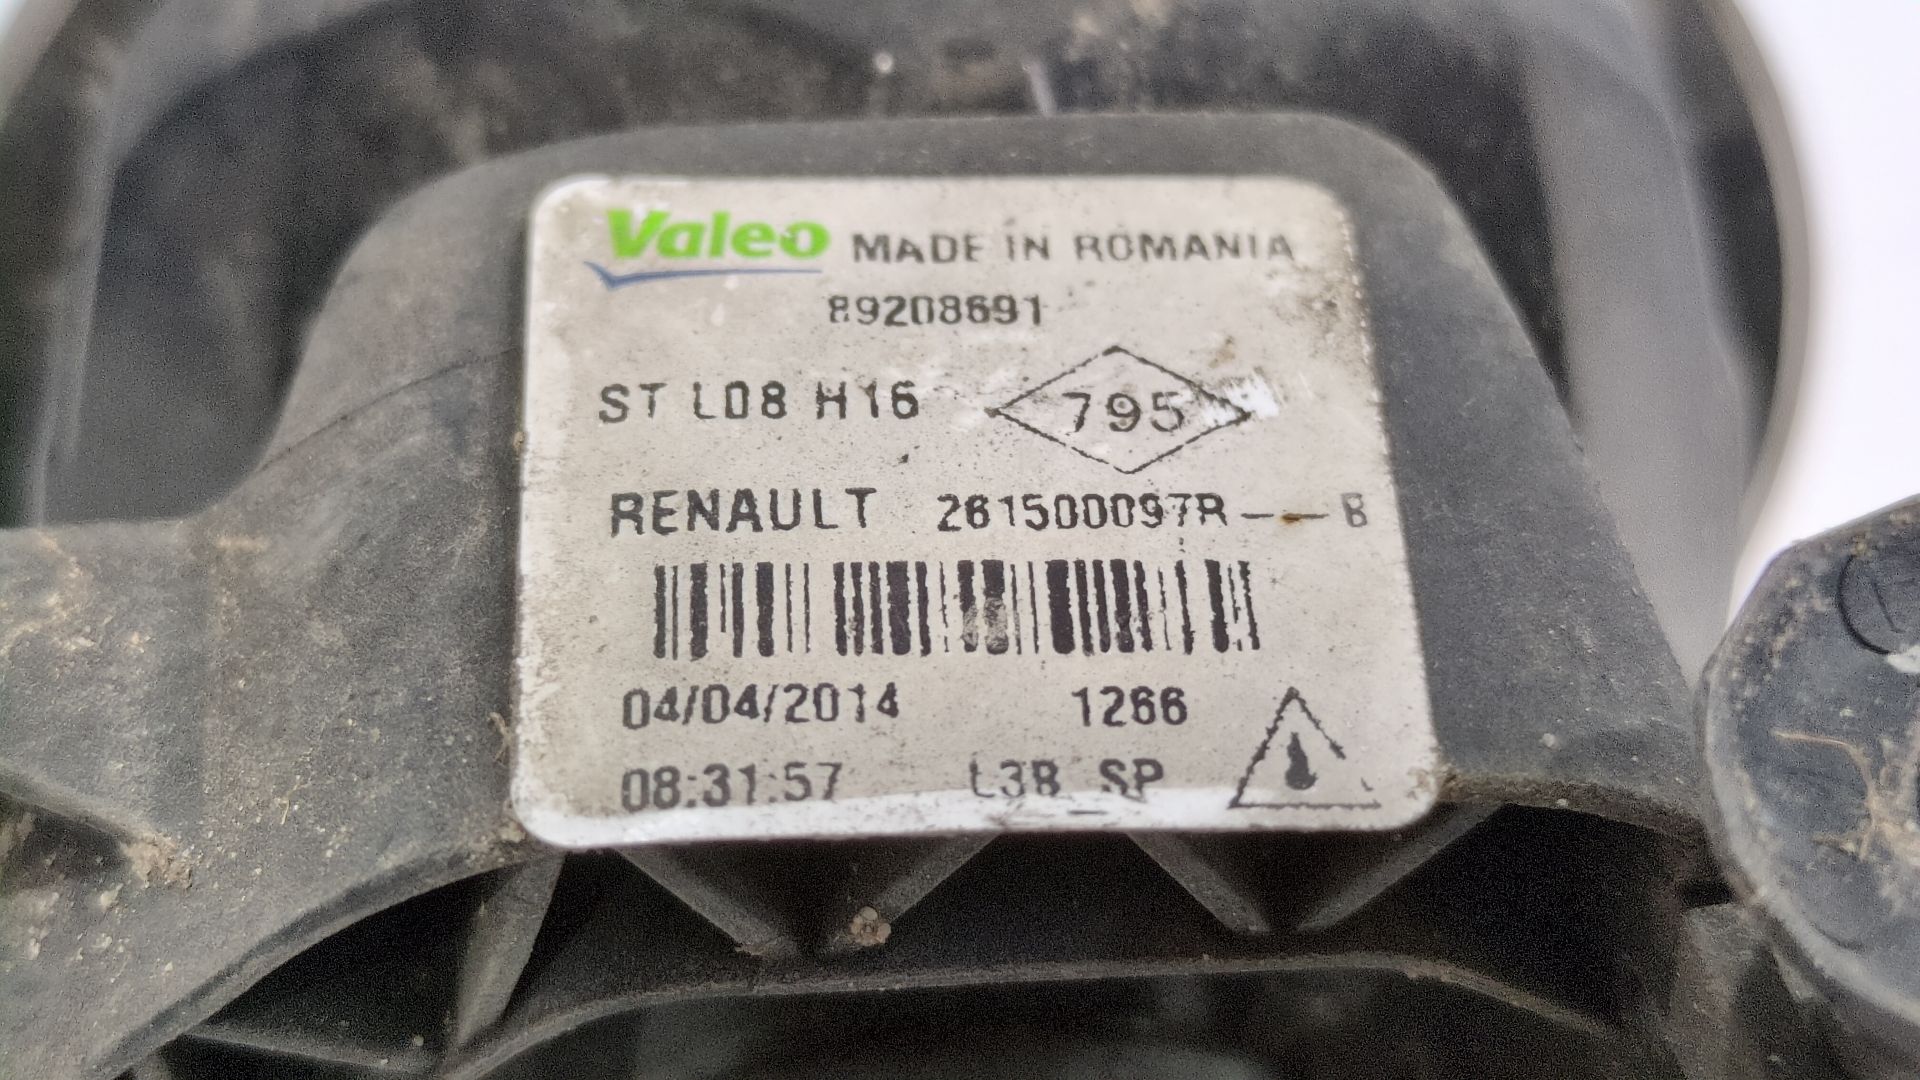 Valeo MADE IN ROMANIA
89208691
ST L08 H16 795
RENAULT 261500097R--B
04/04/2014 1266
08:31:57 L3B SP